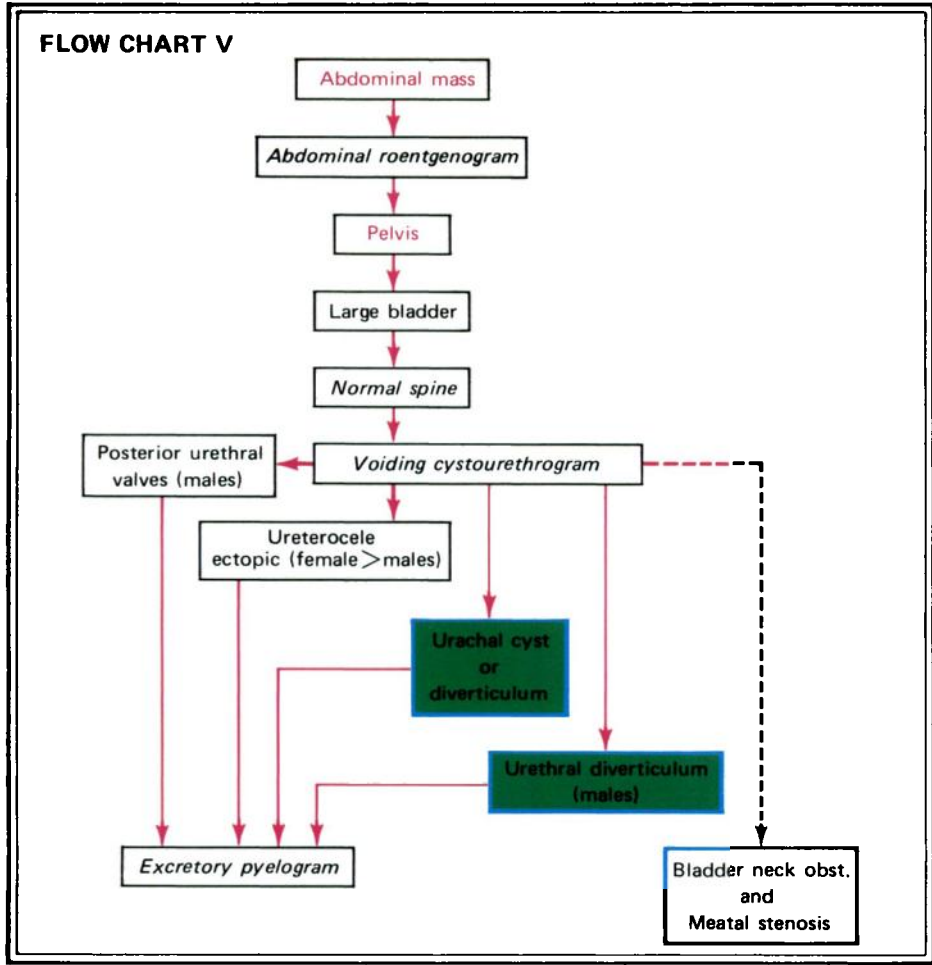 FLOW CHART V
Abdominal mass
Abdominal roentgenogram
Pelvis
Large bladder
Normal spine
Voiding cystourethrogram
Posterior urethral
valves (males)
Ureterocele
ectopic (female > males)
Urachal cyst
or
diverticulum
Urethral diverticulum
(males)
Excretory pyelogram
Bladder neck obst.
and
Meatal stenosis